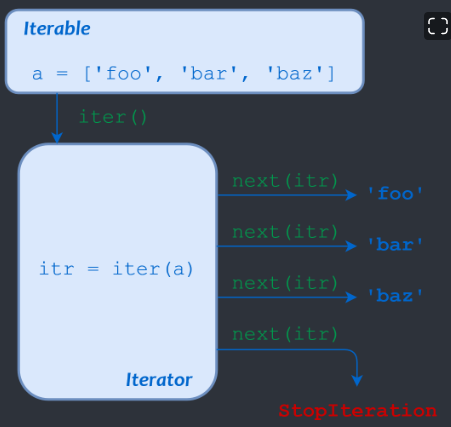 Iterable
a = ['foo', 'bar', 'baz']
iter()
next(itr)
'foo'
next(itr)
'bar'
itr = iter(a)
next(itr)
'baz'
next(itr)
Iterator
StopIteration